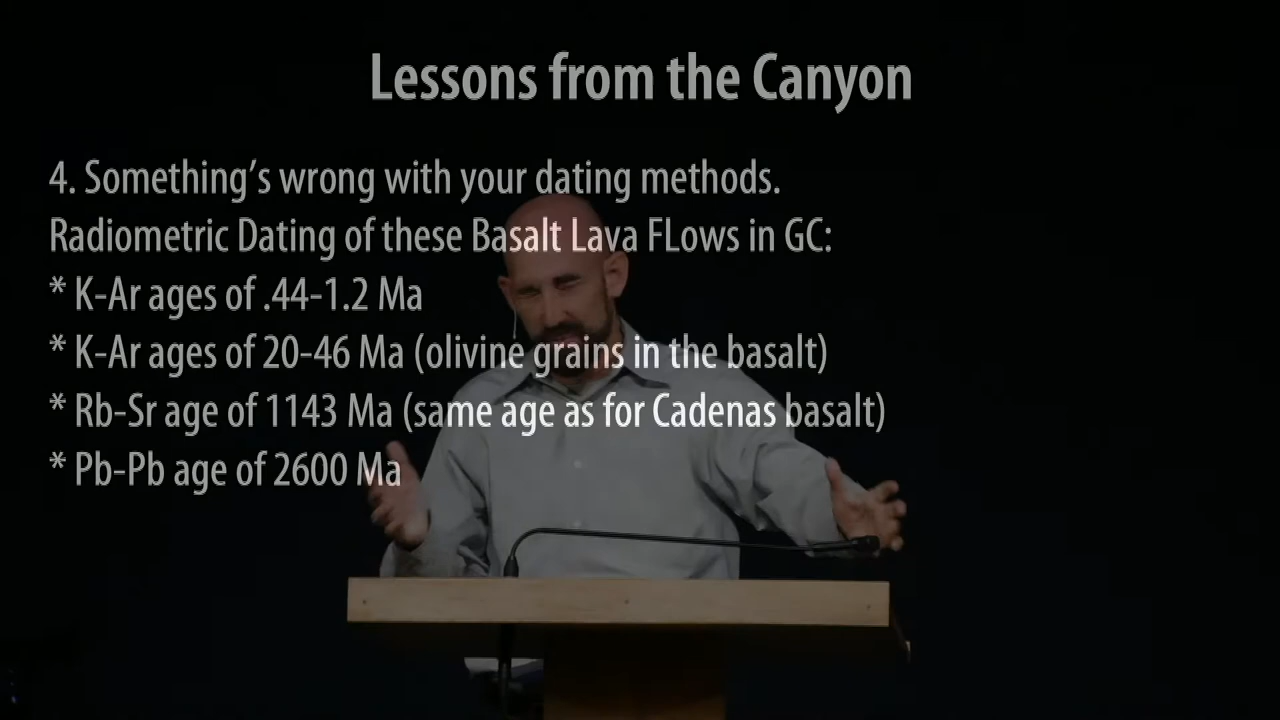 Lessons from the Canyon
4. Something's wrong with your dating methods.
Radiometric Dating of these Basalt Lava FLows in GC:
* K-Ar ages of .44-1.2 Ma
* K-Ar ages of 20-46 Ma (olivine grains in the basalt)
* Rb-Sr age of 1143 Ma (same age as for Cadenas basalt)
* Pb-Pb age of 2600 Ma